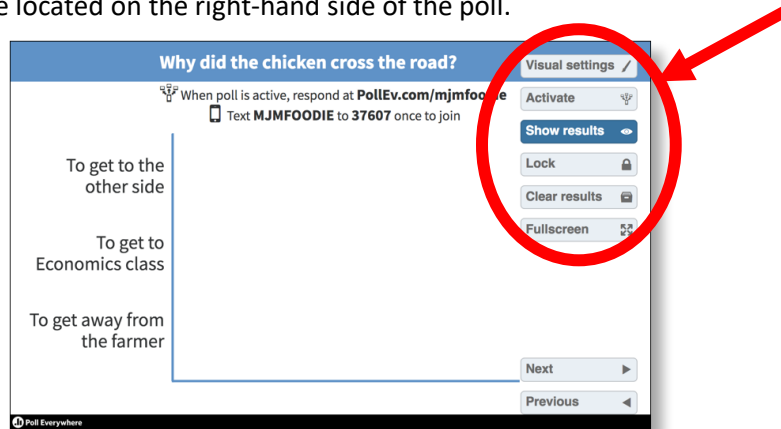 e located on the right-hand side of the poll.
Why did the chicken cross the road?
When poll is active, respond at PollEv.com/mjmfoodie
Text MJMFOODIE to 37607 once to join
To get to the
other side
To get to
Economics class
To get away from
the farmer
Visual settings
Activate
Show results
Lock
Clear results
Fullscreen
Next
Previous
Poll Everywhere